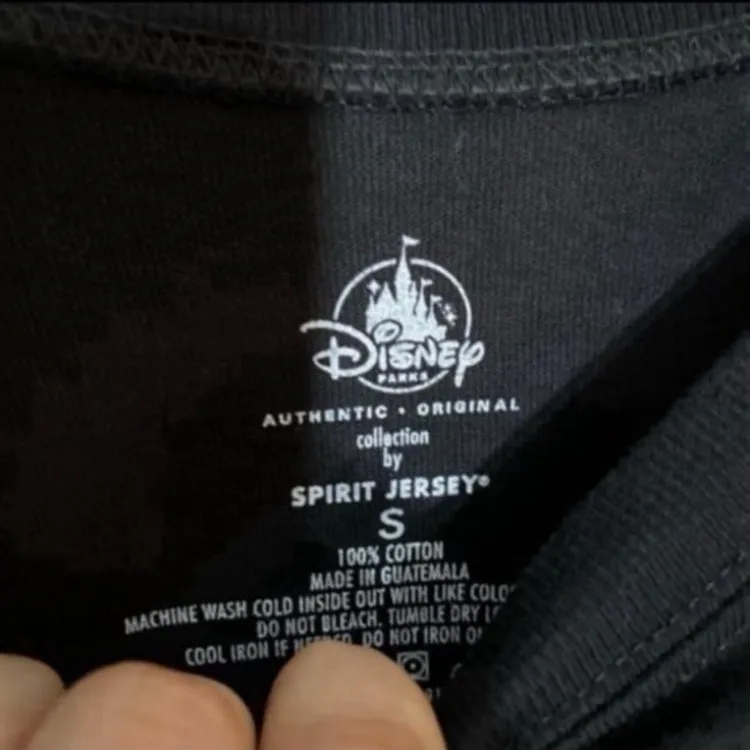 Disney
PARKS
AUTHENTIC • ORIGINAL
collection
by
SPIRIT JERSEY®
S
100% COTTON
MADE IN GUATEMALA
MACHINE WASH COLD INSIDE OUT WITH LIKE
DO NOT BLEACH, TUMBLE DRY
COOL IRON IF DO NOT IRON